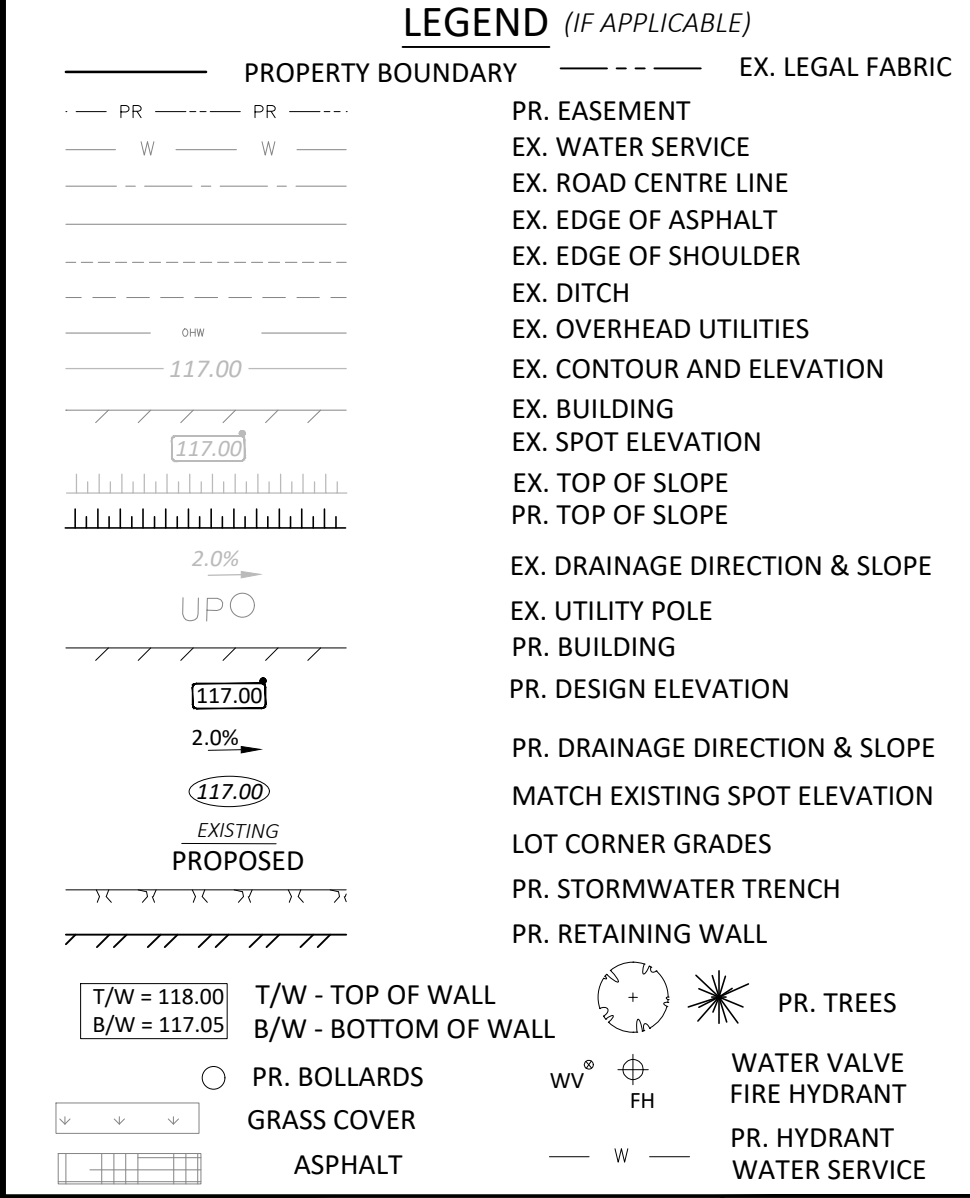 LEGEND (IF APPLICABLE)
PROPERTY BOUNDARY EX. LEGAL FABRIC
PR PR PR. EASEMENT
W W EX. WATER SERVICE
EX. ROAD CENTRE LINE
EX. EDGE OF ASPHALT
EX. EDGE OF SHOULDER
EX. DITCH
OHW EX. OVERHEAD UTILITIES
117.00 EX. CONTOUR AND ELEVATION
EX. BUILDING
117.00 EX. SPOT ELEVATION
EX. TOP OF SLOPE
PR. TOP OF SLOPE
2.0% EX. DRAINAGE DIRECTION & SLOPE
UP EX. UTILITY POLE
PR. BUILDING
117.00 PR. DESIGN ELEVATION
2.0% PR. DRAINAGE DIRECTION & SLOPE
117.00 MATCH EXISTING SPOT ELEVATION
EXISTING
PROPOSED LOT CORNER GRADES
PR. STORMWATER TRENCH
PR. RETAINING WALL
T/W = 118.00 T/W - TOP OF WALL
B/W = 117.05 B/W - BOTTOM OF WALL
PR. TREES
PR. BOLLARDS
WV WATER VALVE
FH FIRE HYDRANT
GRASS COVER
ASPHALT
W PR. HYDRANT
WATER SERVICE